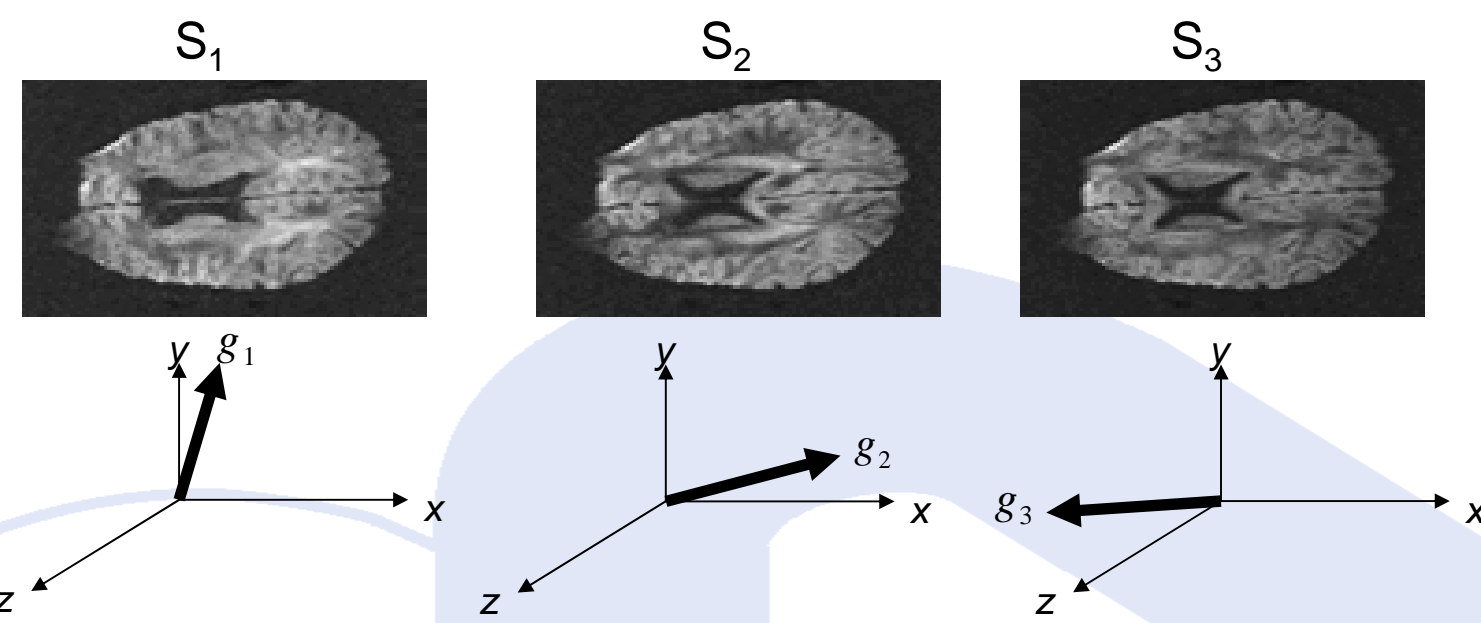 S₁ S₂ S₃
y g₁ y y
g₂
x x x
g₃
z z z